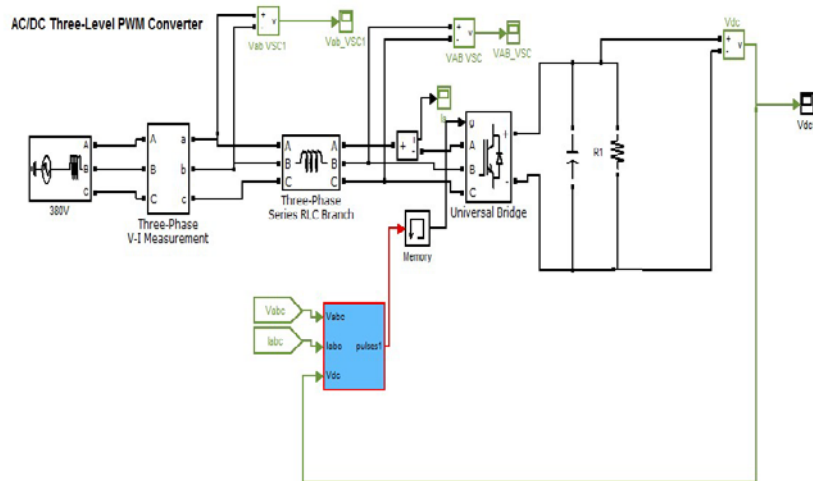 AC/DC Three-Level PWM Converter
+
-
v
Vab VSC1
Vab_VSC1
+
-
v
VAB VSC
VAB_VSC
Vdc
+
-
v
Vdc
A
B
C
380V
A
B
C
a
b
c
Three-Phase
V-I Measurement
A
B
C
A
B
C
Three-Phase
Series RLC Branch
+
i
-
g
A
B
C
+
-
Universal Bridge
R1
Memory
Vabc
Iabc
Vabc
Iabc
Vdc
pulses1